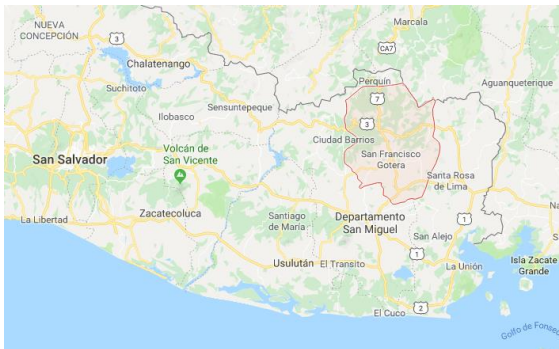 Marcala
NUEVA
CONCEPCIÓN
3
CA7
Chalatenango
Perquín
Aguanqueterique
Suchitoto
7
Sensuntepeque
Ilobasco
3
Ciudad Barrios
Volcán de
San Vicente
San Francisco
Gotera
San Salvador
Santa Rosa
de Lima
Zacatecoluca
La Libertad
Santiago
de María
Departamento
San Miguel
1
San Alejo
1
Usulután
El Transito
La Unión
Isla Zacate
Grande
El Cuco
2
Golfo de Fonse